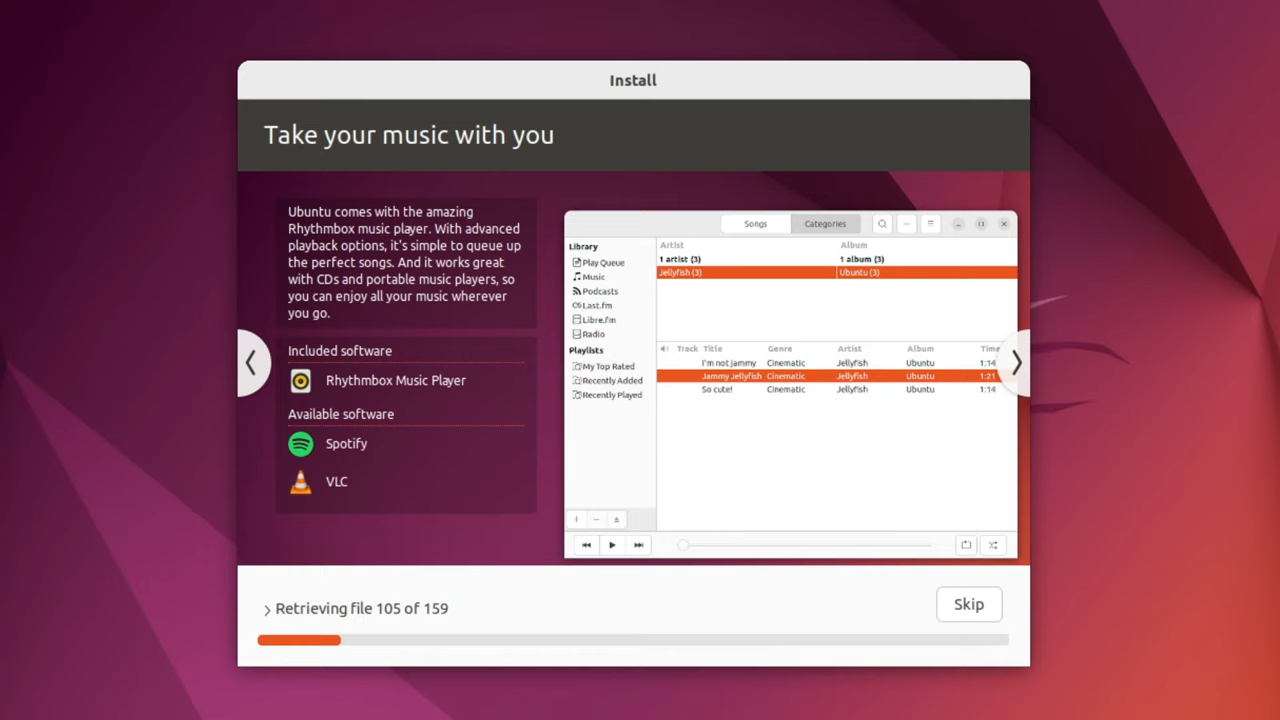 Install
Take your music with you
Ubuntu comes with the amazing
Rhythmbox music player. With advanced
playback options, it's simple to queue up
the perfect songs. And it works great
with CDs and portable music players, so
you can enjoy all your music wherever
you go.
Included software
Rhythmbox Music Player
Available software
Spotify
VLC
Songs Categories
Library
Play Queue
Music
Podcasts
Last.fm
Libre.fm
Radio
Playlists
My Top Rated
Recently Added
Recently Played
Artist Album
1 artist (3) 1 album (3)
Jellyfish (3) Ubuntu (3)
Track Title Genre Artist Album Time
I'm not jammy Cinematic Jellyfish Ubuntu 1:14
Jammy Jellyfish Cinematic Jellyfish Ubuntu 1:21
So cute! Cinematic Jellyfish Ubuntu 1:14
Retrieving file 105 of 159
Skip